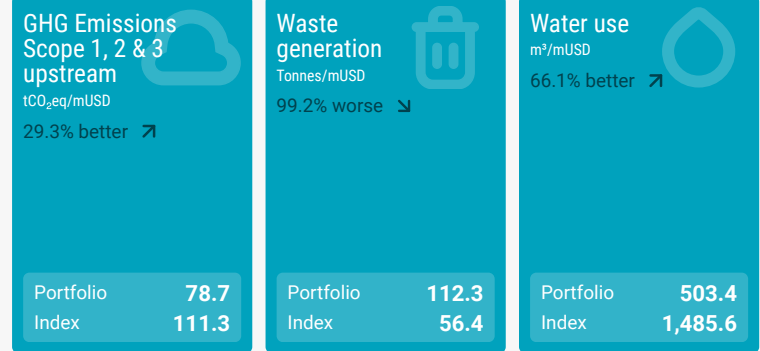 GHG Emissions
Scope 1, 2 & 3
upstream
tCO₂eq/mUSD
29.3% better
Portfolio 78.7
Index 111.3
Waste
generation
Tonnes/mUSD
99.2% worse
Portfolio 112.3
Index 56.4
Water use
m³/mUSD
66.1% better
Portfolio 503.4
Index 1,485.6